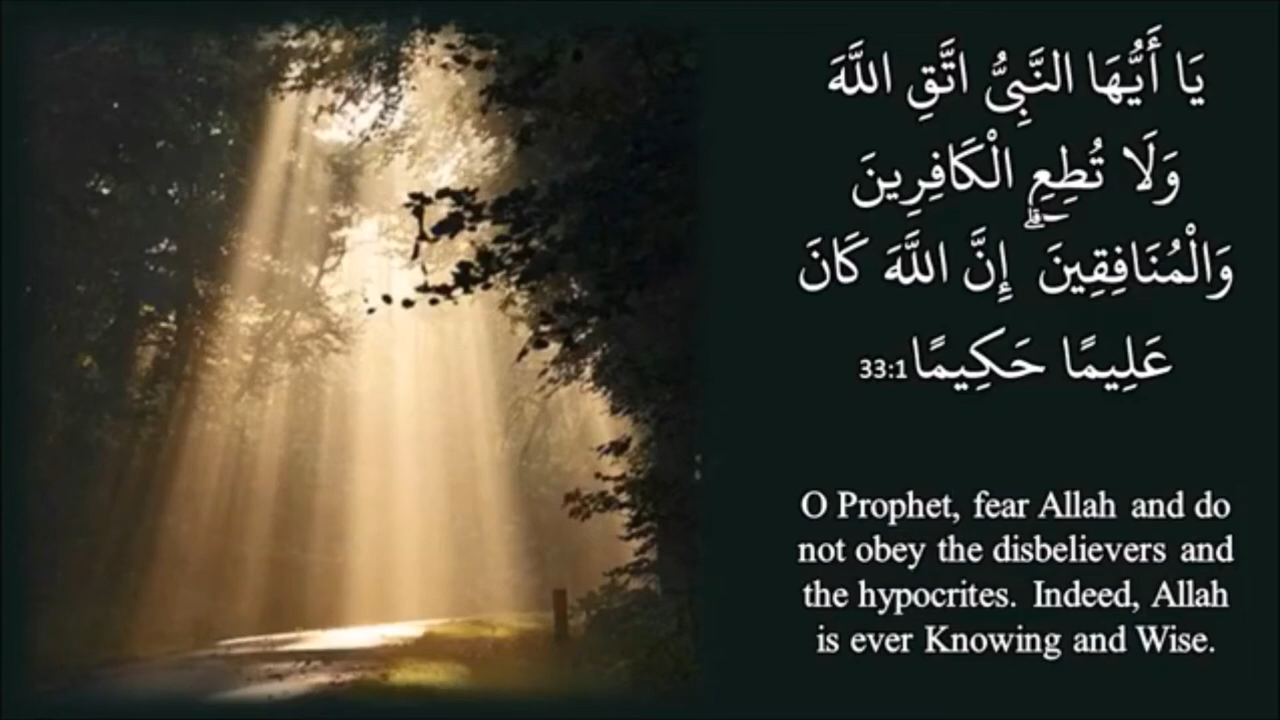 يَا أَيُّهَا النَّبِيُّ اتَّقِ اللَّهَ
وَلَا تُطِعِ الْكَافِرِينَ
وَالْمُنَافِقِينَ ۗ إِنَّ اللَّهَ كَانَ
عَلِيمًا حَكِيمًا 33:1
O Prophet, fear Allah and do
not obey the disbelievers and
the hypocrites. Indeed, Allah
is ever Knowing and Wise.